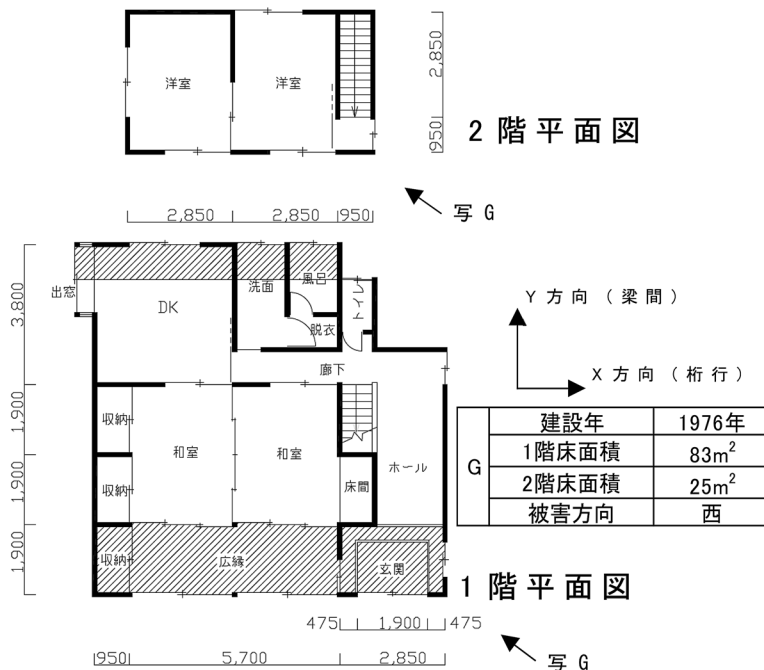 洋室
洋室
2,850
950
2階平面図
2,850
2,850
950
写 G
出窓
洗面
風呂
トイレ
DK
脱衣
廊下
3,800
1,900
1,900
1,900
収納
和室
和室
ホール
収納
床間
収納
広縁
玄関
Y 方向(梁間)
X 方向(桁行)
G
建設年 1976年
1階床面積 83m²
2階床面積 25m²
被害方向 西
1階平面図
475
1,900
475
950
5,700
2,850
写 G